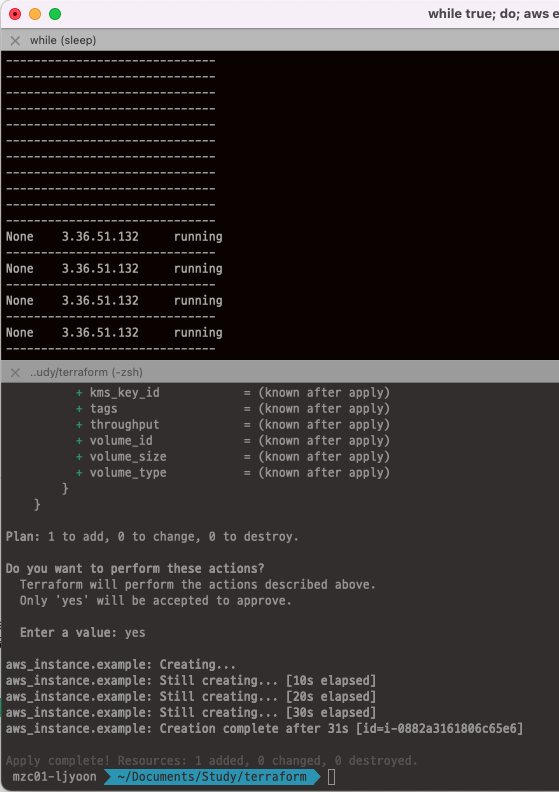 while true; do; aws e
while (sleep)
------------------------------
------------------------------
------------------------------
------------------------------
------------------------------
------------------------------
------------------------------
------------------------------
------------------------------
------------------------------
------------------------------
None    3.36.51.132     running
------------------------------
None    3.36.51.132     running
------------------------------
None    3.36.51.132     running
------------------------------
None    3.36.51.132     running
------------------------------
..udy/terraform (-zsh)
+ kms_key_id            = (known after apply)
+ tags                  = (known after apply)
+ throughput            = (known after apply)
+ volume_id             = (known after apply)
+ volume_size           = (known after apply)
+ volume_type           = (known after apply)
}
}
Plan: 1 to add, 0 to change, 0 to destroy.
Do you want to perform these actions?
Terraform will perform the actions described above.
Only 'yes' will be accepted to approve.
Enter a value: yes
aws_instance.example: Creating...
aws_instance.example: Still creating... [10s elapsed]
aws_instance.example: Still creating... [20s elapsed]
aws_instance.example: Still creating... [30s elapsed]
aws_instance.example: Creation complete after 31s [id=i-0882a3161806c65e6]
Apply complete! Resources: 1 added, 0 changed, 0 destroyed.
mzc01-ljyoon ~/Documents/Study/terraform